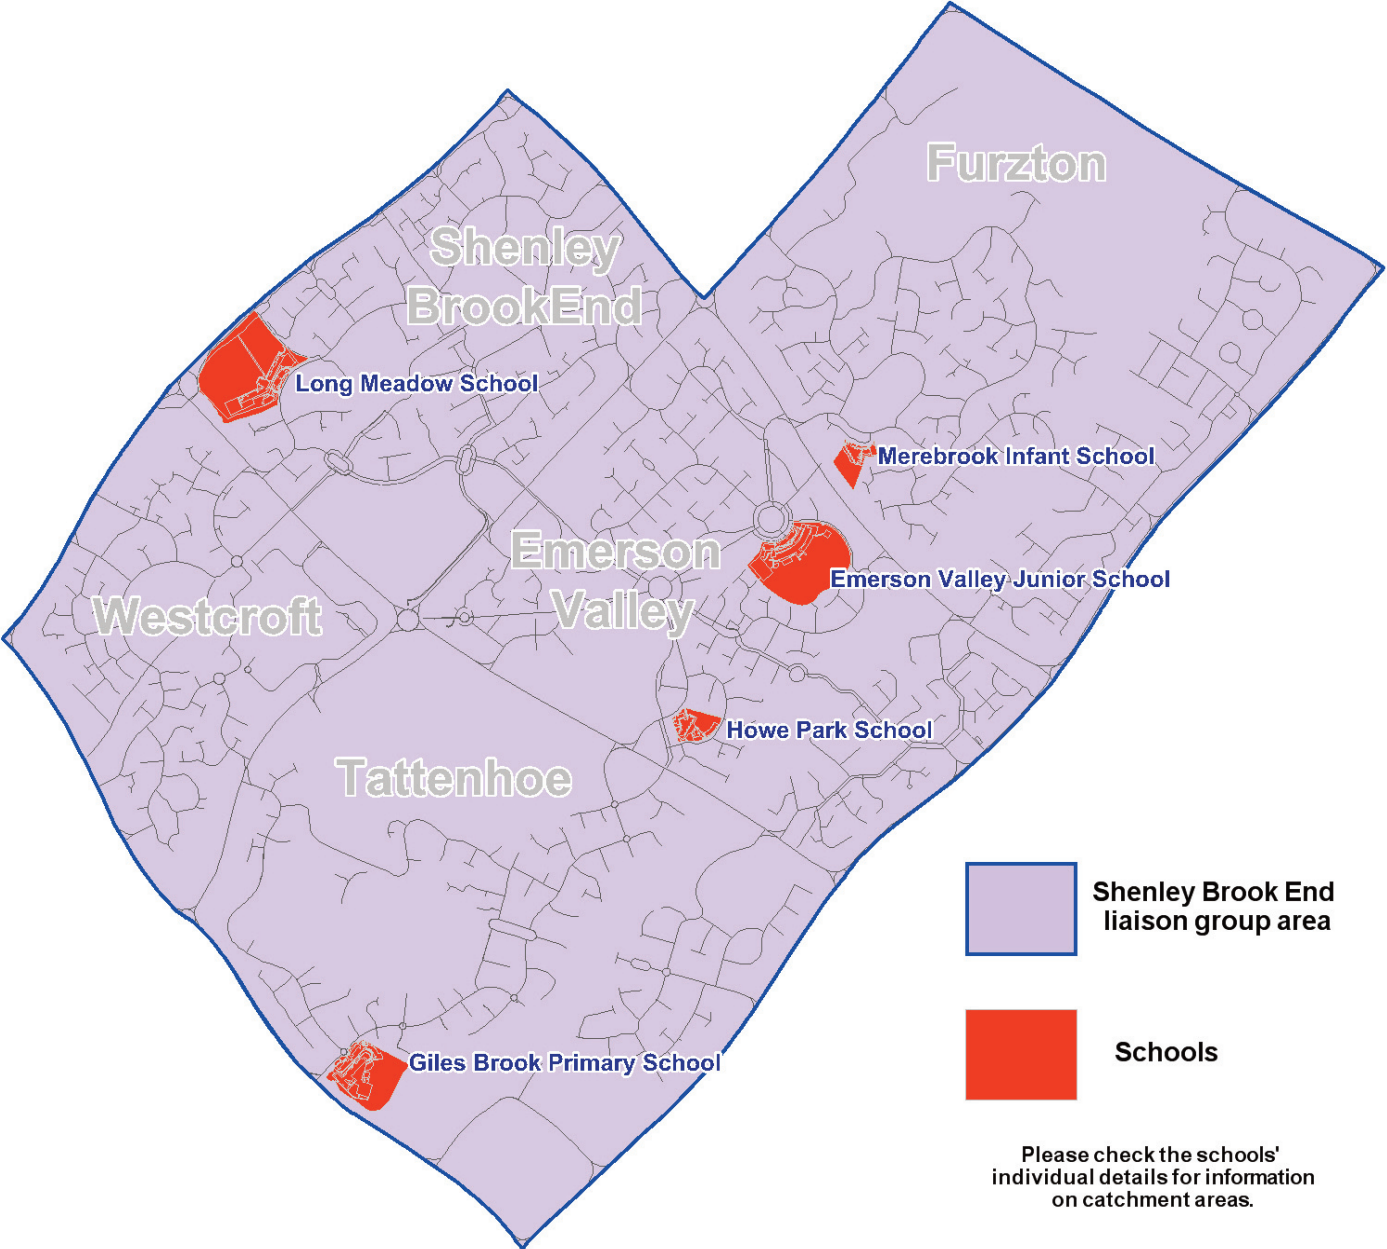 Furzton
Shenley
BrookEnd
Long Meadow School
Merebrook Infant School
Emerson
Valley
Emerson Valley Junior School
Westcroft
Howe Park School
Tattenhoe
Shenley Brook End
liaison group area
Schools
Giles Brook Primary School
Please check the schools'
individual details for information
on catchment areas.